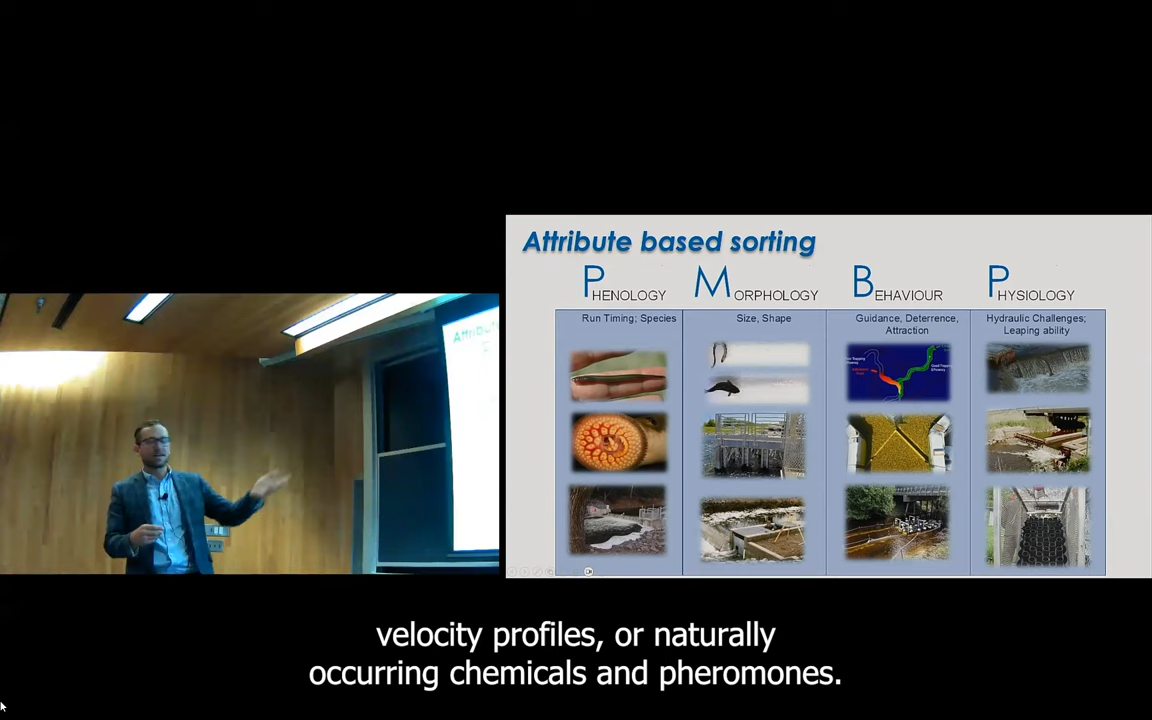 Attribute based sorting
PHENOLOGY
MORPHOLOGY
BEHAVIOUR
PHYSIOLOGY
Run Timing; Species
Size, Shape
Guidance, Deterrence,
Attraction
Hydraulic Challenges;
Leaping ability
velocity profiles, or naturally
occurring chemicals and pheromones.